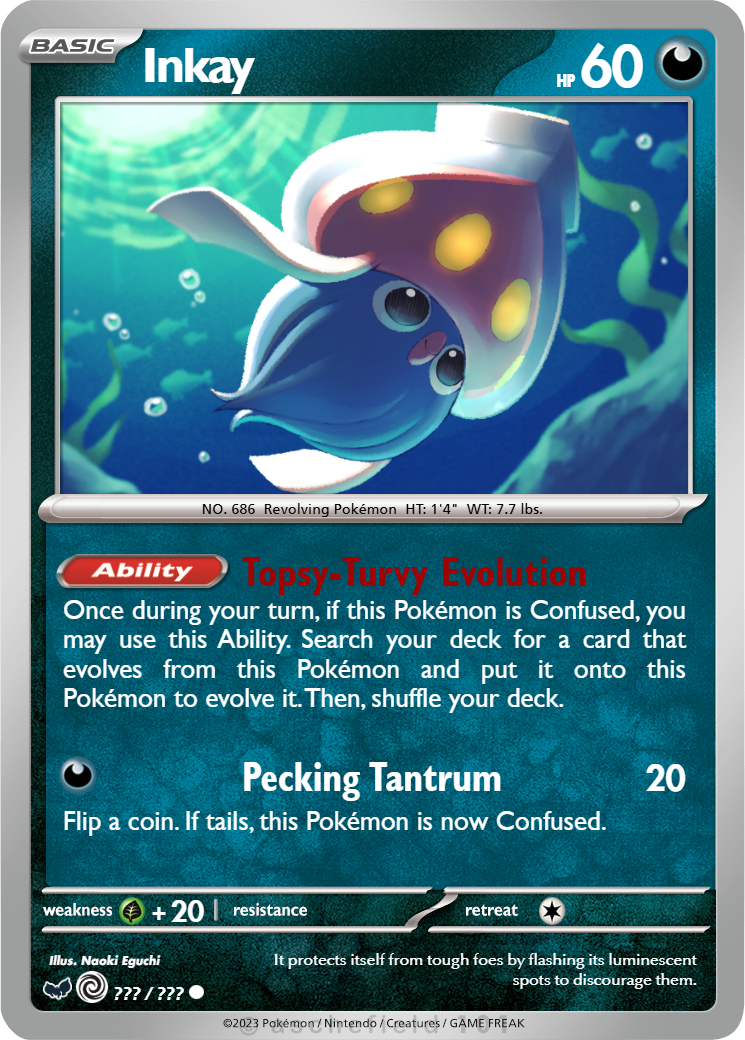 BASIC
Inkay
HP 60
NO. 686 Revolving Pokémon HT: 1'4" WT: 7.7 lbs.
Ability Topsy-Turvy Evolution
Once during your turn, if this Pokémon is Confused, you
may use this Ability. Search your deck for a card that
evolves from this Pokémon and put it onto this
Pokémon to evolve it. Then, shuffle your deck.
Pecking Tantrum 20
Flip a coin. If tails, this Pokémon is now Confused.
weakness + 20 resistance retreat
Illus. Naoki Eguchi
It protects itself from tough foes by flashing its luminescent
spots to discourage them.
??? / ???
©2023 Pokémon / Nintendo / Creatures / GAME FREAK